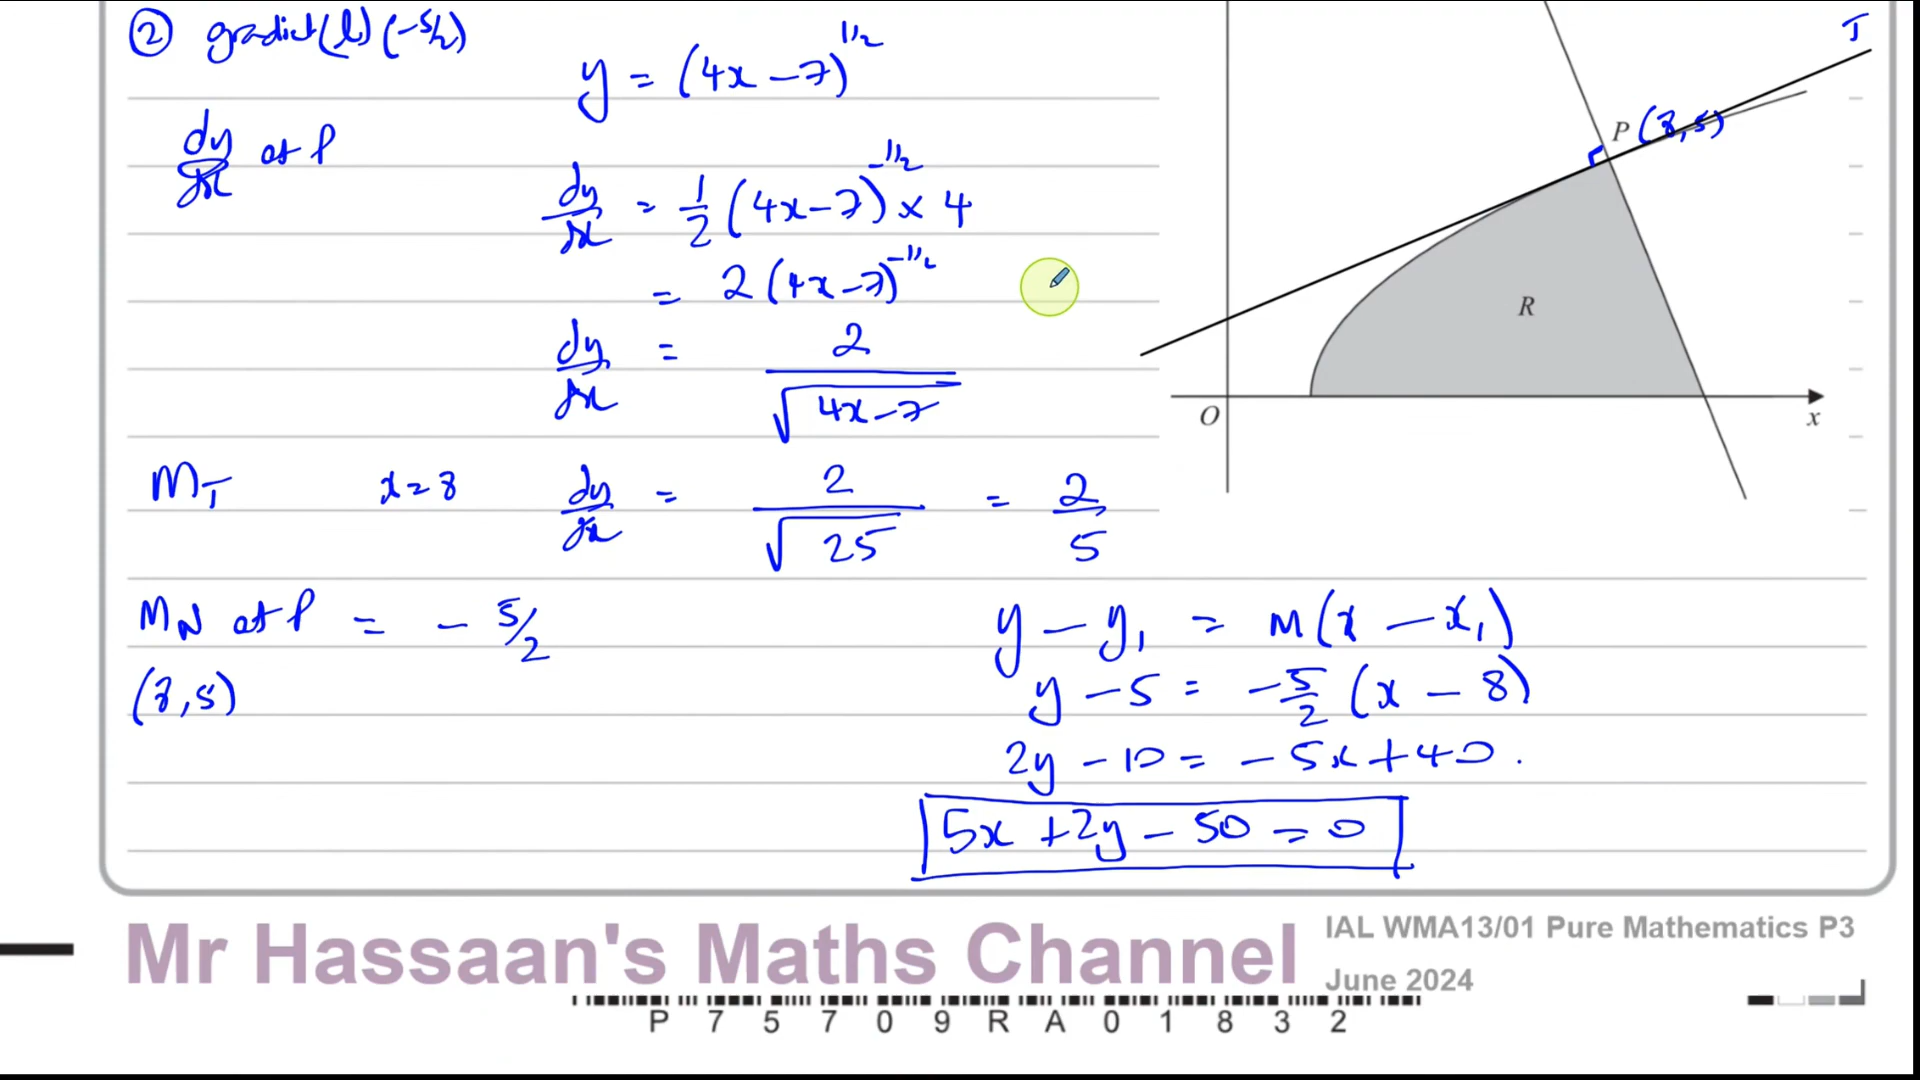 ② gradient (l) (-5/2)
y = (4x - 7)^1/2
dy/dx at P
dy/dx = 1/2 (4x - 7)^-1/2 × 4
= 2 (4x - 7)^-1/2
dy/dx = 2/√(4x - 7)
M_T x = 8 dy/dx = 2/√25 = 2/5
M_N at P = - 5/2
(8, 5)
y - y₁ = m(x - x₁)
y - 5 = -5/2 (x - 8)
2y - 10 = - 5x + 40.
5x + 2y - 50 = 0
T
P (8, 5)
R
O
x
Mr Hassaan's Maths Channel
IAL WMA13/01 Pure Mathematics P3
June 2024
P 7 5 7 0 9 R A 0 1 8 3 2